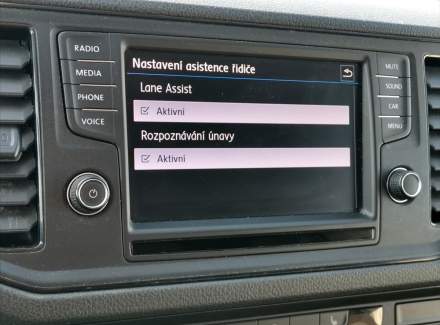 RADIO
MEDIA
PHONE
VOICE
Nastavení asistence řidiče
Lane Assist
Aktivní
Rozpoznávání únavy
Aktivní
MUTE
SOUND
CAR
MENU